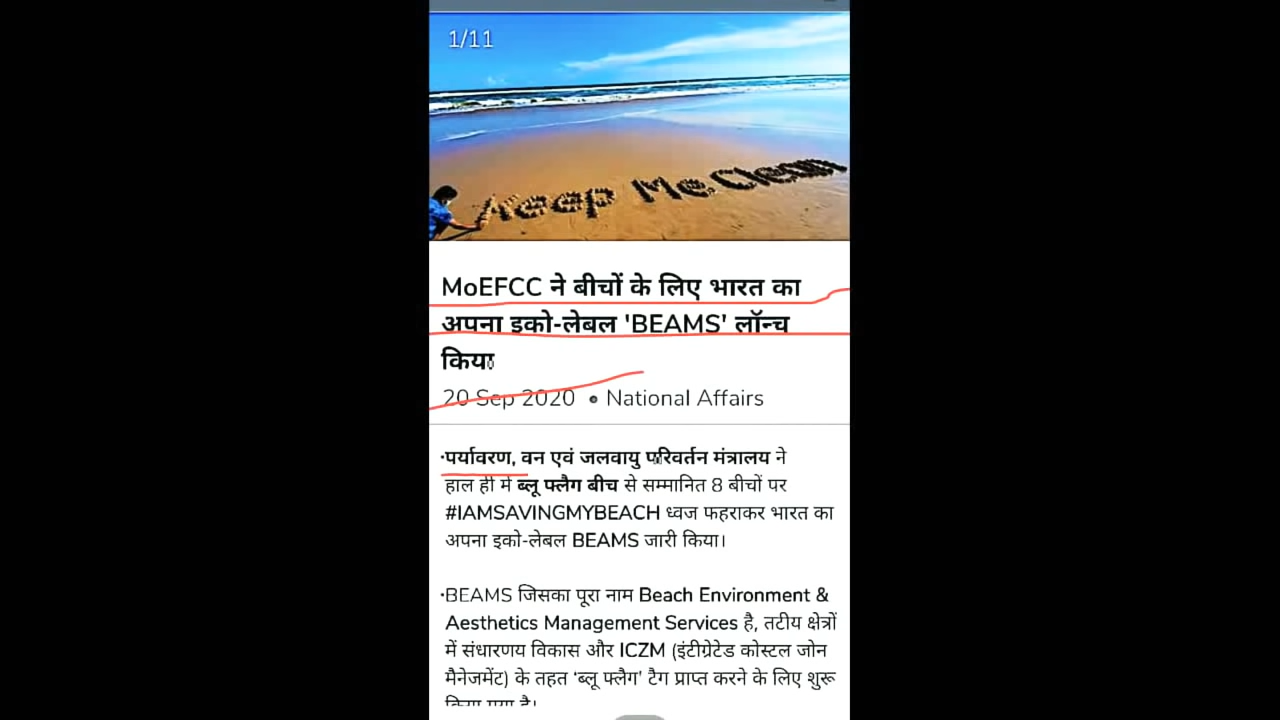 1/11
Keep Me Clean
MoEFCC ने बीचों के लिए भारत का
अपना इको-लेबल 'BEAMS' लॉन्च
किया
20 Sep 2020 • National Affairs
·पर्यावरण, वन एवं जलवायु परिवर्तन मंत्रालय ने
हाल ही में ब्लू फ्लैग बीच से सम्मानित 8 बीचों पर
#IAMSAVINGMYBEACH ध्वज फहराकर भारत का
अपना इको-लेबल BEAMS जारी किया।
·BEAMS जिसका पूरा नाम Beach Environment &
Aesthetics Management Services है, तटीय क्षेत्रों
में संधारणय विकास और ICZM (इंटीग्रेटेड कोस्टल जोन
मैनेजमेंट) के तहत 'ब्लू फ्लैग' टैग प्राप्त करने के लिए शुरू
किया गया है।